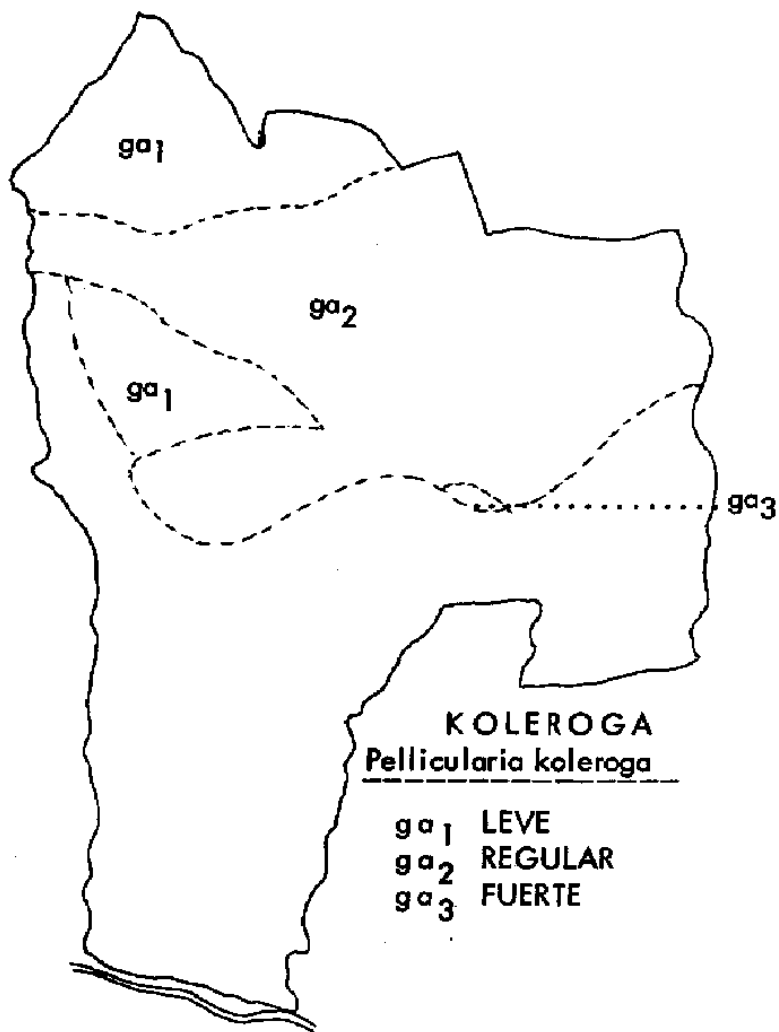 ga1
ga2
ga1
ga3
KOLEROGA
Pellicularia koleroga
ga1 LEVE
ga2 REGULAR
ga3 FUERTE